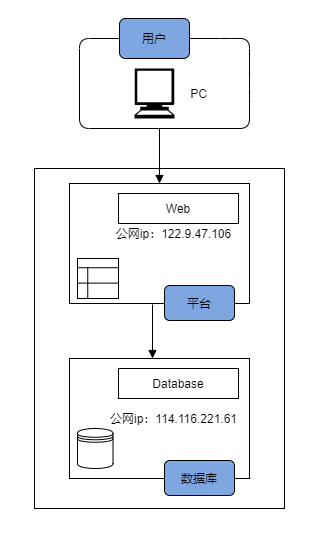 用户
PC
Web
公网ip：122.9.47.106
平台
Database
公网ip：114.116.221.61
数据库